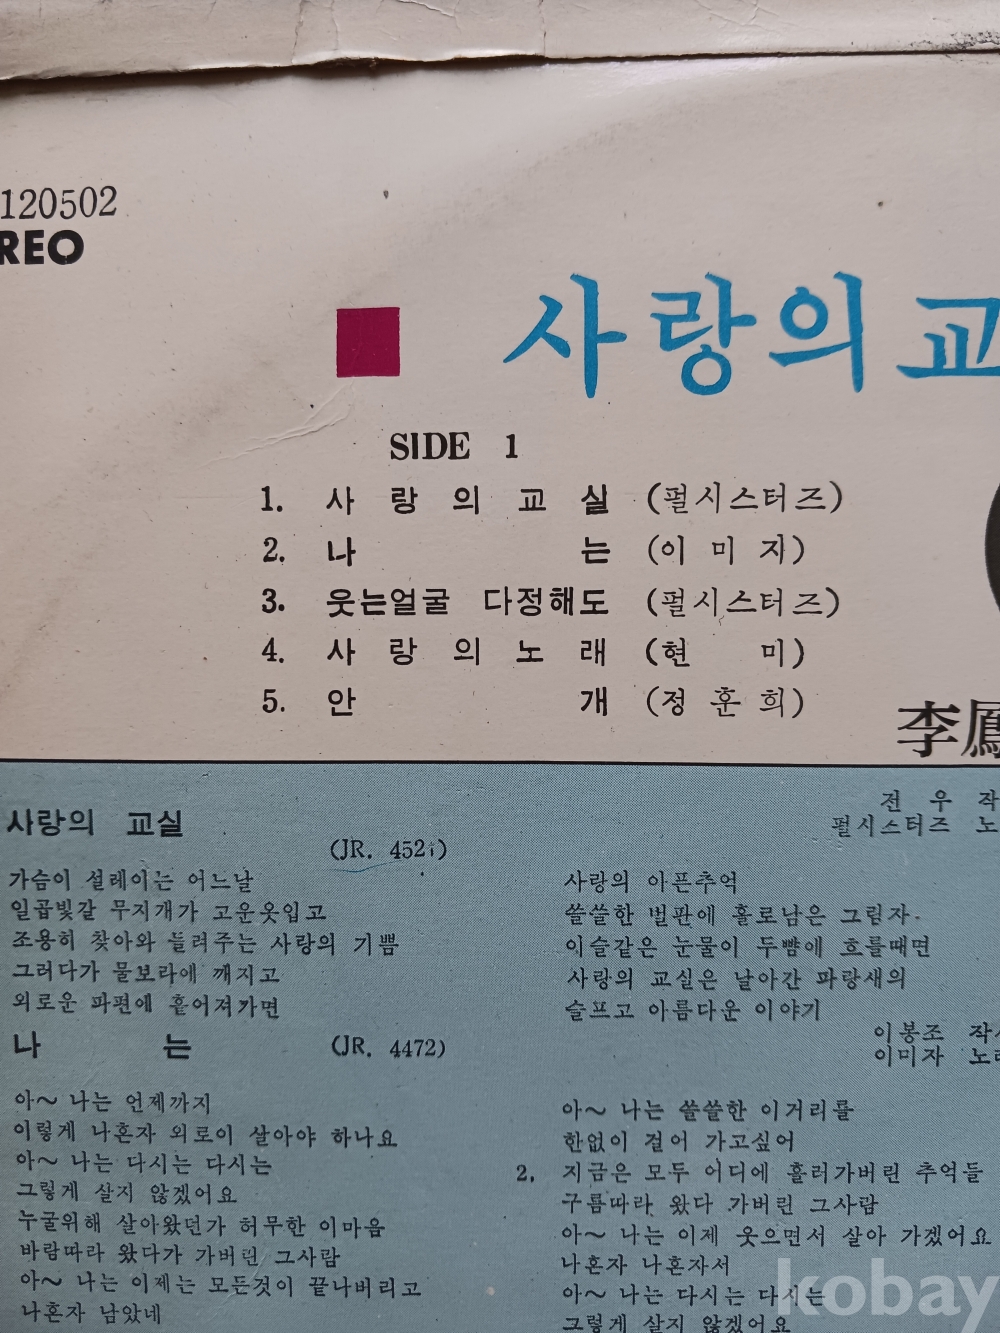 120502
REO
사랑의교
SIDE 1
1. 사랑의교실 (펄시스터즈)
2. 나는 (이미자)
3. 웃는얼굴 다정해도 (펄시스터즈)
4. 사랑의노래 (현미)
5. 안개 (정훈희)
李鳳
사랑의 교실
(JR. 4521)
전우 작
펄시스터즈 노
가슴이 설레이는 어느날
일곱빛깔 무지개가 고운옷입고
조용히 찾아와 들려주는 사랑의 기쁨
그러다가 물보라에 깨지고
외로운 파편에 흩어져가면
사랑의 아픈추억
쓸쓸한 벌판에 홀로남은 그림자
이슬같은 눈물이 두뺨에 흐를때면
사랑의 교실은 날아간 파랑새의
슬프고 아름다운 이야기
나는
(JR. 4472)
이봉조 작사
이미자 노래
아~ 나는 언제까지
이렇게 나혼자 외로이 살아야 하나요
아~ 나는 다시는 다시는
그렇게 살지 않겠어요
누굴위해 살아왔던가 허무한 이마음
바람따라 왔다가 가버린 그사람
아~ 나는 이제는 모든것이 끝나버리고
나혼자 남았네
아~ 나는 쓸쓸한 이거리를
한없이 걸어 가고싶어
2. 지금은 모두 어디에 흘러가버린 추억들
구름따라 왔다 가버린 그사람
아~ 나는 이제 웃으면서 살아 가겠어요
나혼자 나혼자서
아~ 나는 다시는 다시는
그렇게 살지 않겠어요
kobay